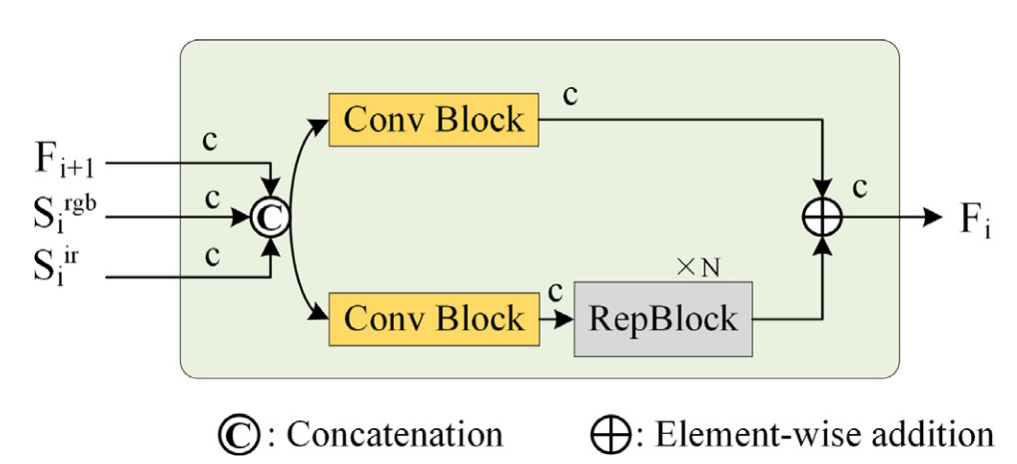 c
Conv Block
c
F_{i+1}
c
c
S_i^{rgb}
c
S_i^{ir}
C
F_i
×N
Conv Block
c
RepBlock
C: Concatenation
⊕: Element-wise addition